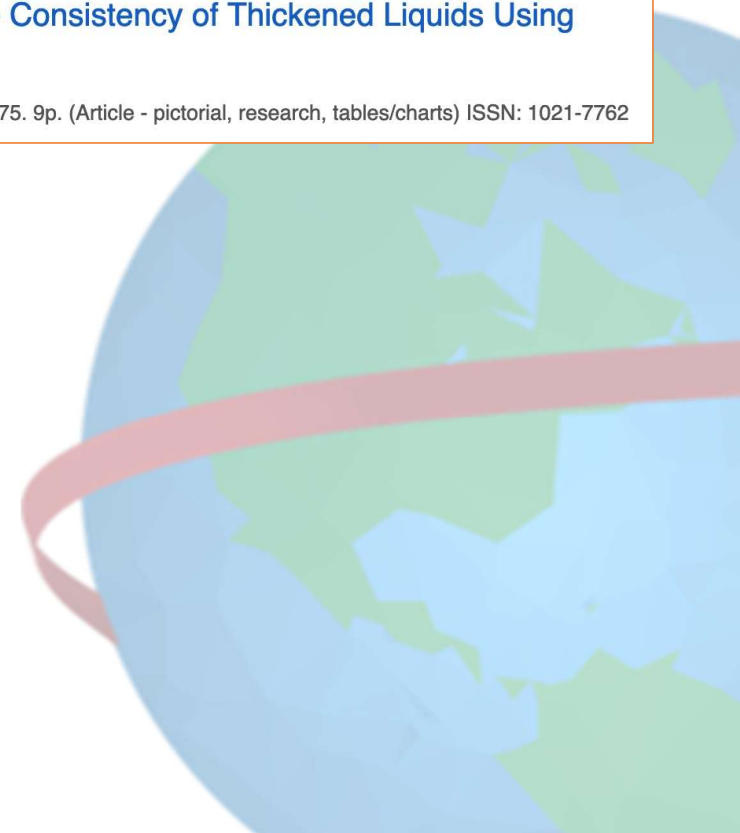 Consistency of Thickened Liquids Using
75. 9p. (Article - pictorial, research, tables/charts) ISSN: 1021-7762